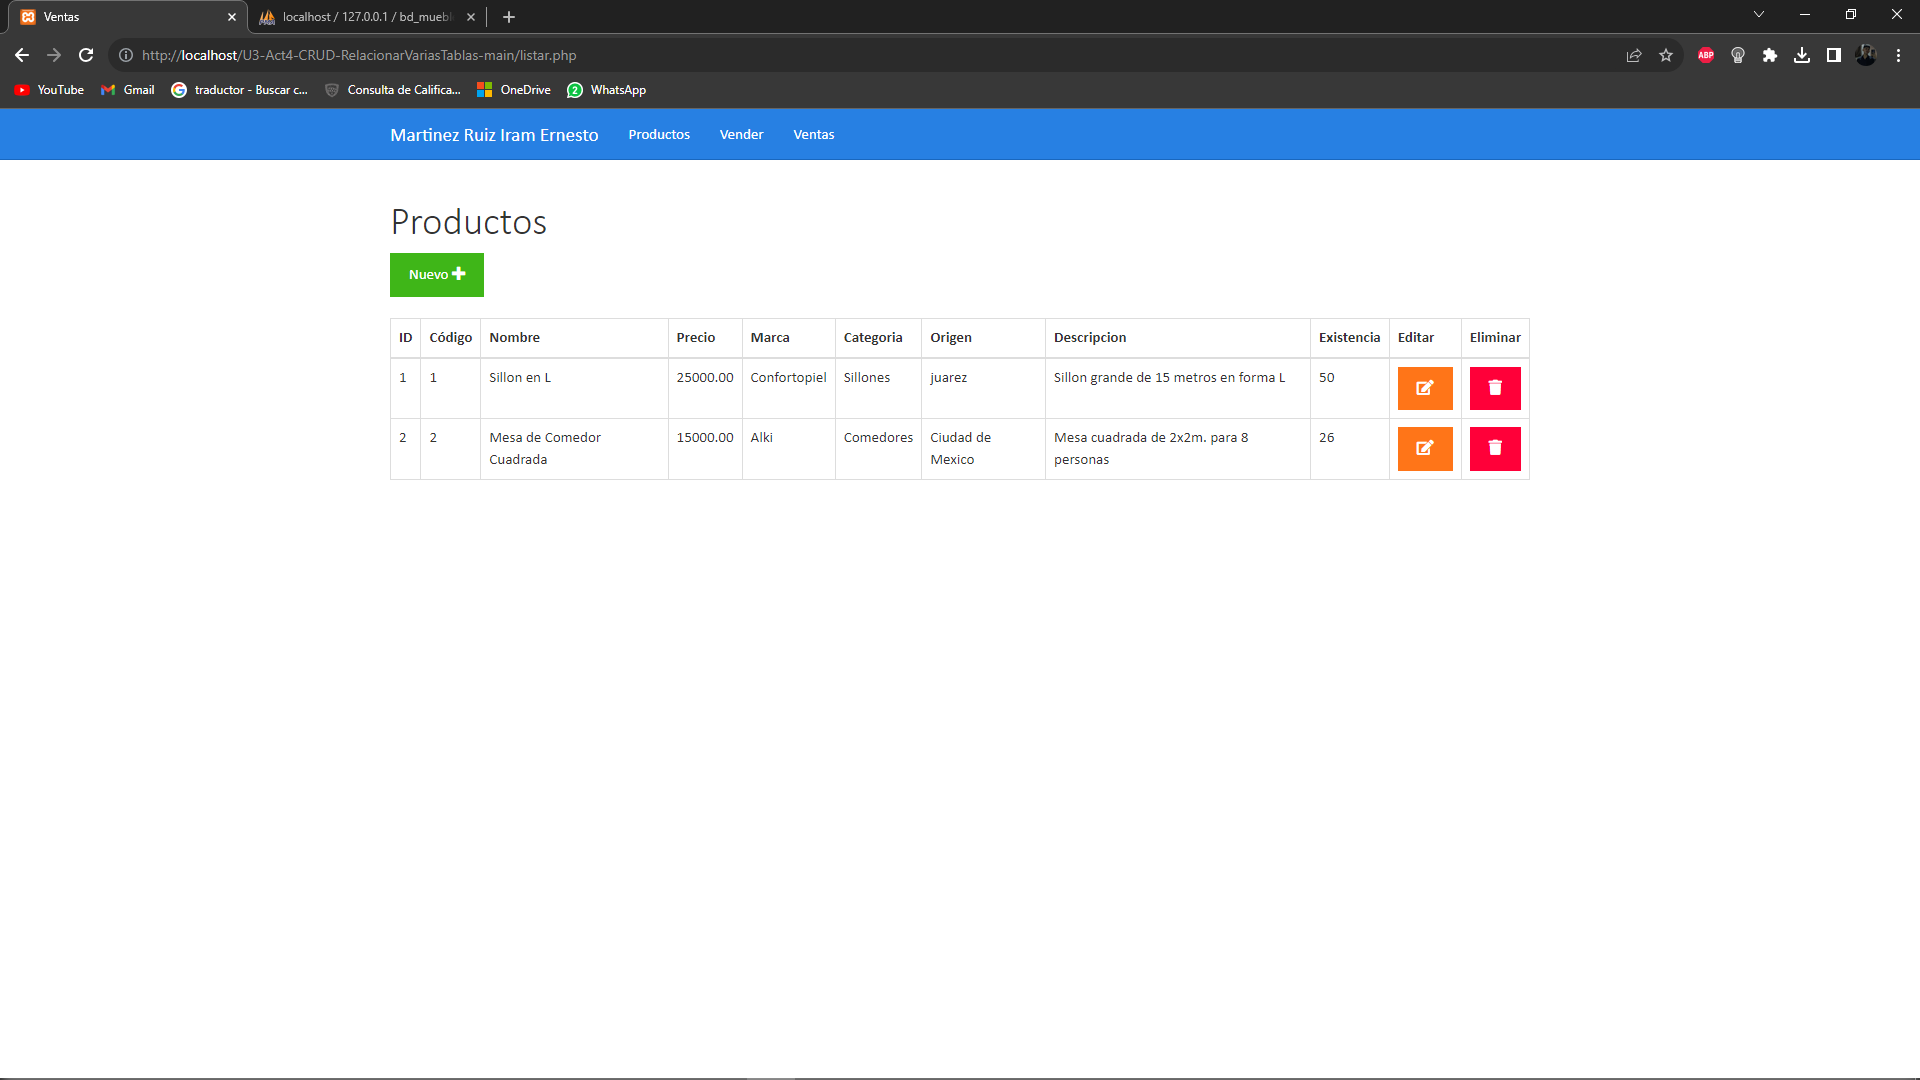 Ventas
localhost / 127.0.0.1 / bd_muebl
http://localhost/U3-Act4-CRUD-RelacionarVariasTablas-main/listar.php
ABP
YouTube Gmail traductor - Buscar c... Consulta de Califica... OneDrive 2 WhatsApp
Martinez Ruiz Iram Ernesto Productos Vender Ventas
Productos
Nuevo
ID Código Nombre Precio Marca Categoria Origen Descripcion Existencia Editar Eliminar
1 1 Sillon en L 25000.00 Confortopiel Sillones juarez Sillon grande de 15 metros en forma L 50
2 2 Mesa de Comedor 15000.00 Alki Comedores Ciudad de Mesa cuadrada de 2x2m. para 8 26
Cuadrada Mexico personas